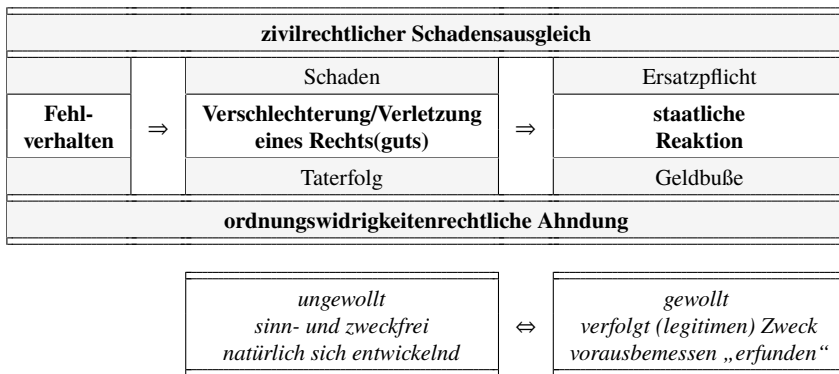 zivilrechtlicher Schadensausgleich
Schaden Ersatzpflicht
Fehl- Verschlechterung/Verletzung staatliche
verhalten ⇒ eines Rechts(guts) ⇒ Reaktion
Taterfolg Geldbuße
ordnungswidrigkeitenrechtliche Ahndung
ungewollt gewollt
sinn- und zweckfrei ⇔ verfolgt (legitimen) Zweck
natürlich sich entwickelnd vorausbemessen „erfunden“